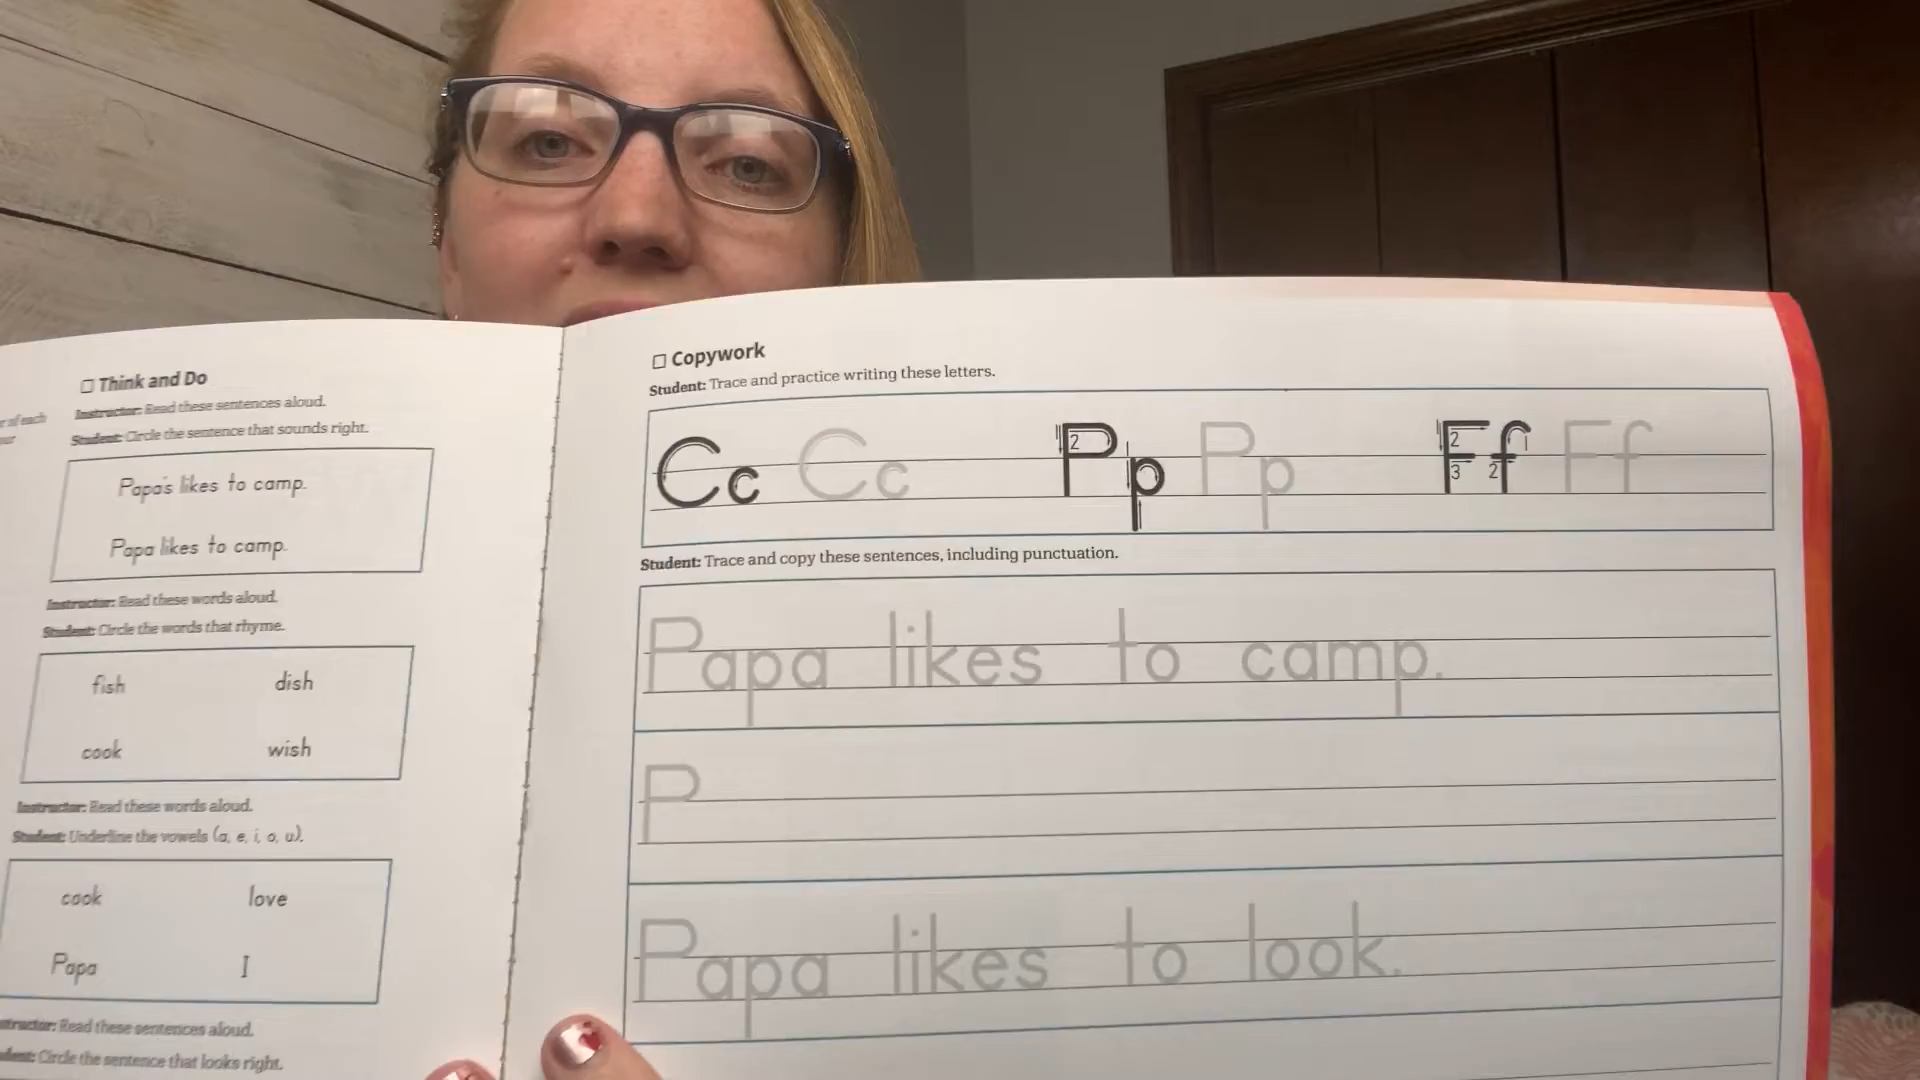 of each
☐ Think and Do
Instructor: Read these sentences aloud.
Student: Circle the sentence that sounds right.
Papa's likes to camp.
Papa likes to camp.
Instructor: Read these words aloud.
Student: Circle the words that rhyme.
fish dish
cook wish
Instructor: Read these words aloud.
Student: Underline the vowels (a, e, i, o, u).
cook love
Papa I
Read these sentences aloud.
Circle the sentence that looks right.
☐ Copywork
Student: Trace and practice writing these letters.
Cc Cc Pp Pp Ff Ff
Student: Trace and copy these sentences, including punctuation.
Papa likes to camp.
P
Papa likes to look.